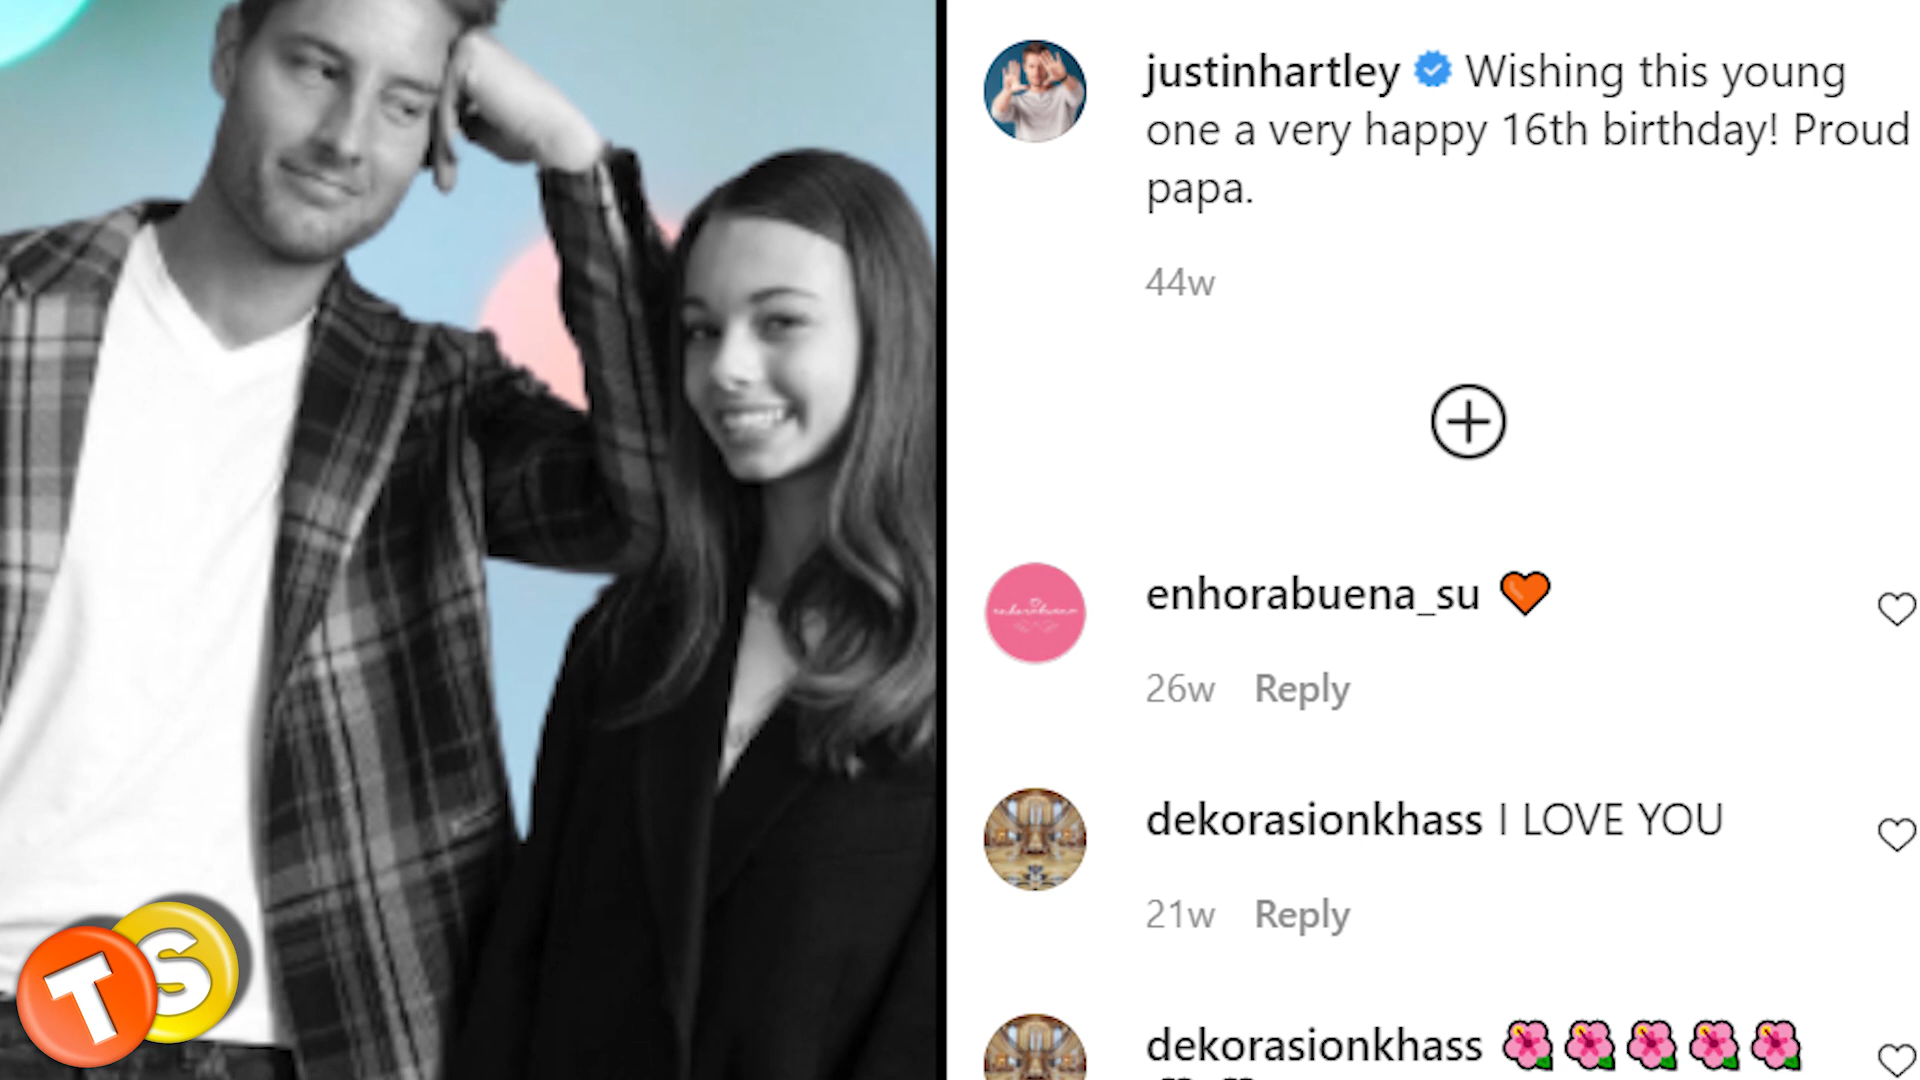 justinhartley Wishing this young
one a very happy 16th birthday! Proud
papa.
44w
enhorabuena_su 🧡
26w Reply
dekorasionkhass I LOVE YOU
21w Reply
dekorasionkhass 🌺🌺🌺🌺🌺
TS